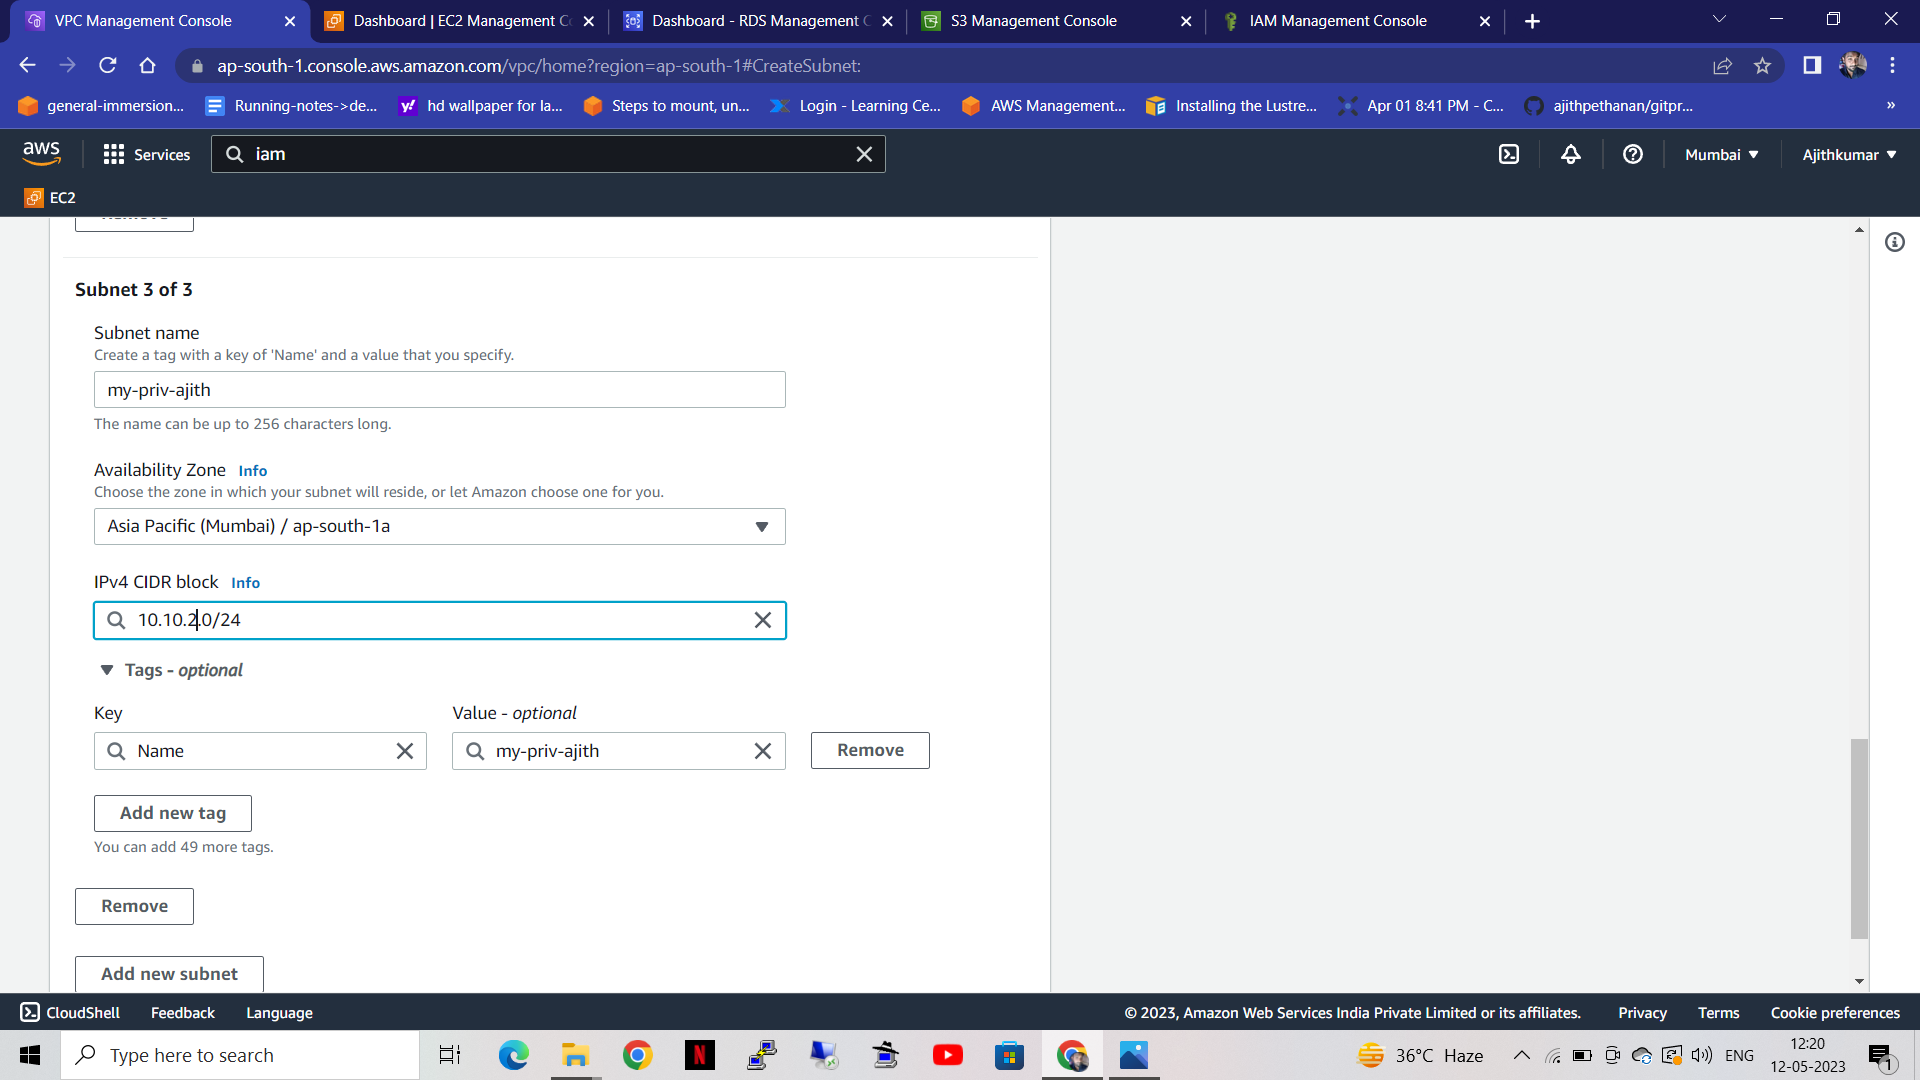 VPC Management Console
Dashboard | EC2 Management Co
Dashboard - RDS Management C
S3 Management Console
IAM Management Console
ap-south-1.console.aws.amazon.com/vpc/home?region=ap-south-1#CreateSubnet:
general-immersion...
Running-notes->de...
hd wallpaper for la...
Steps to mount, un...
Login - Learning Ce...
AWS Management...
Installing the Lustre...
Apr 01 8:41 PM - C...
ajithpethanan/gitpr...
»
aws
Services
iam
Mumbai
Ajithkumar
EC2
Subnet 3 of 3
Subnet name
Create a tag with a key of 'Name' and a value that you specify.
my-priv-ajith
The name can be up to 256 characters long.
Availability Zone Info
Choose the zone in which your subnet will reside, or let Amazon choose one for you.
Asia Pacific (Mumbai) / ap-south-1a
IPv4 CIDR block Info
10.10.2.0/24
Tags - optional
Key
Value - optional
Name
my-priv-ajith
Remove
Add new tag
You can add 49 more tags.
Remove
Add new subnet
CloudShell
Feedback
Language
© 2023, Amazon Web Services India Private Limited or its affiliates.
Privacy
Terms
Cookie preferences
Type here to search
36°C Haze
ENG
12:20
12-05-2023
1